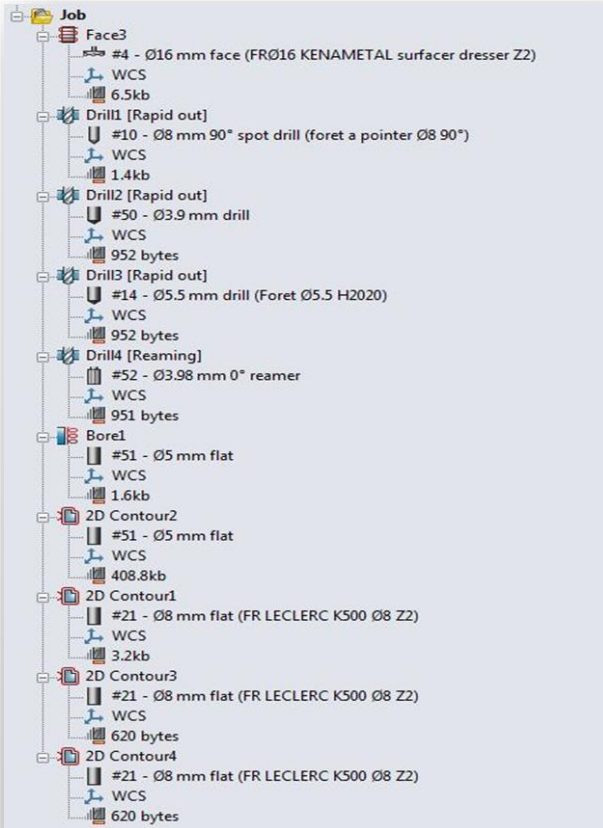 Job
Face3
#4 - Ø16 mm face (FRØ16 KENAMETAL surfacer dresser Z2)
WCS
6.5kb
Drill1 [Rapid out]
#10 - Ø8 mm 90° spot drill (foret a pointer Ø8 90°)
WCS
1.4kb
Drill2 [Rapid out]
#50 - Ø3.9 mm drill
WCS
952 bytes
Drill3 [Rapid out]
#14 - Ø5.5 mm drill (Foret Ø5.5 H2020)
WCS
952 bytes
Drill4 [Reaming]
#52 - Ø3.98 mm 0° reamer
WCS
951 bytes
Bore1
#51 - Ø5 mm flat
WCS
1.6kb
2D Contour2
#51 - Ø5 mm flat
WCS
408.8kb
2D Contour1
#21 - Ø8 mm flat (FR LECLERC K500 Ø8 Z2)
WCS
3.2kb
2D Contour3
#21 - Ø8 mm flat (FR LECLERC K500 Ø8 Z2)
WCS
620 bytes
2D Contour4
#21 - Ø8 mm flat (FR LECLERC K500 Ø8 Z2)
WCS
620 bytes